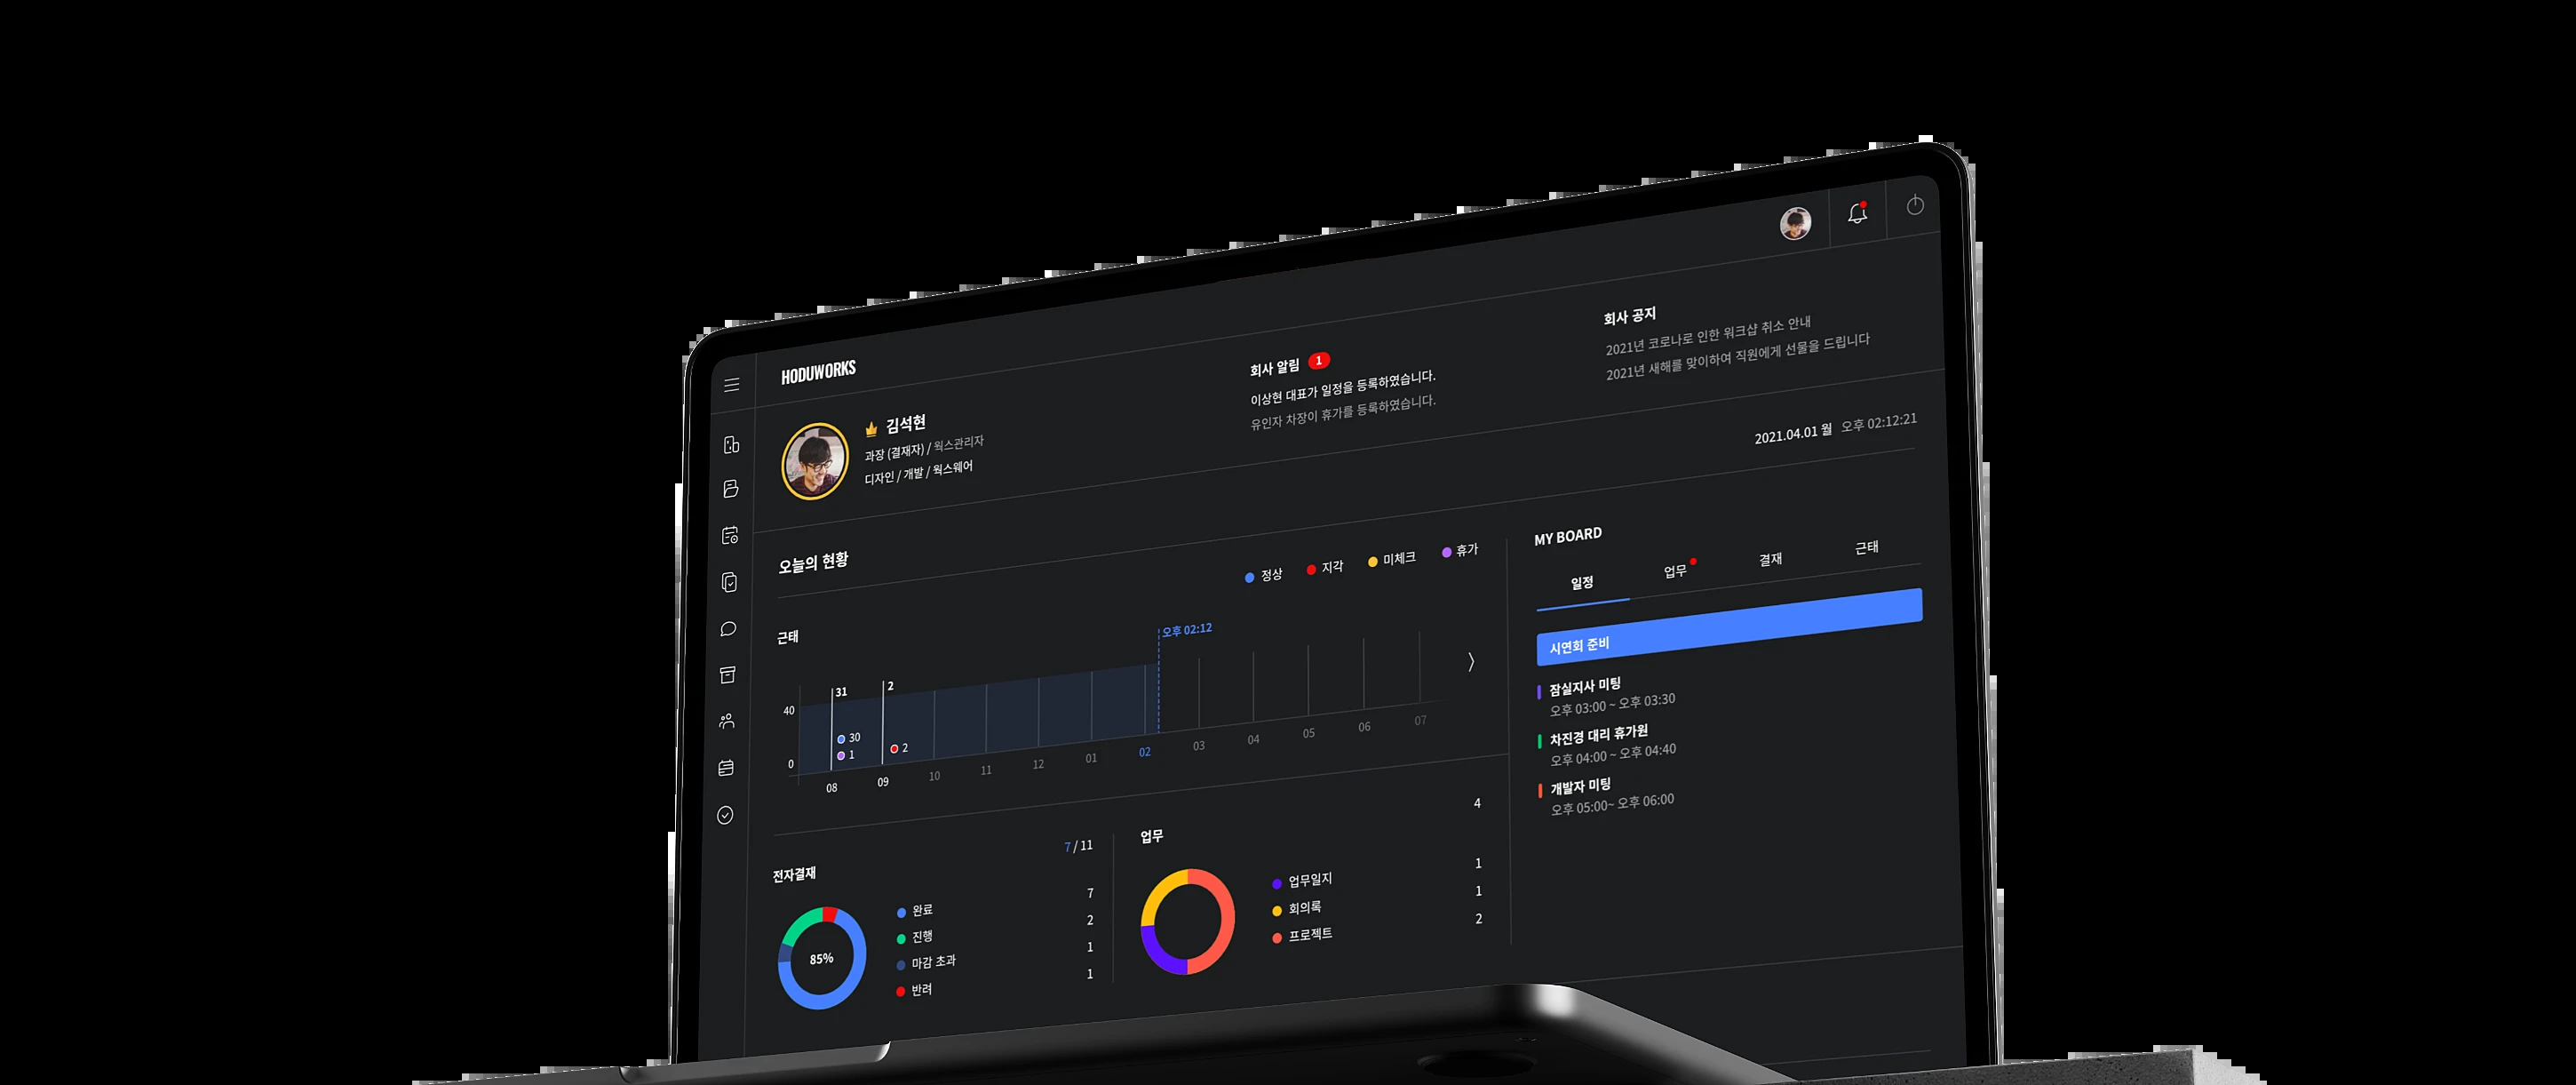 HODUWORKS
김석현
과장 (결재자) / 웍스관리자
디자인 / 개발 / 웍스웨어
회사 알림 1
이상현 대표가 일정을 등록하였습니다.
유인자 차장이 휴가를 등록하였습니다.
회사 공지
2021년 코로나로 인한 워크샵 취소 안내
2021년 새해를 맞이하여 직원에게 선물을 드립니다
2021.04.01 월 오후 02:12:21
오늘의 현황
정상 지각 미체크 휴가
근태
오후 02:12
40
0
31
30
1
2
2
08 09 10 11 12 01 02 03 04 05 06 07
전자결재
7 / 11
85%
완료 7
진행 2
마감 초과 1
반려 1
업무
4
업무일지 1
회의록 1
프로젝트 2
MY BOARD
일정 업무 결재 근태
시연회 준비
잠실지사 미팅
오후 03:00 ~ 오후 03:30
차진경 대리 휴가원
오후 04:00 ~ 오후 04:40
개발자 미팅
오후 05:00~ 오후 06:00